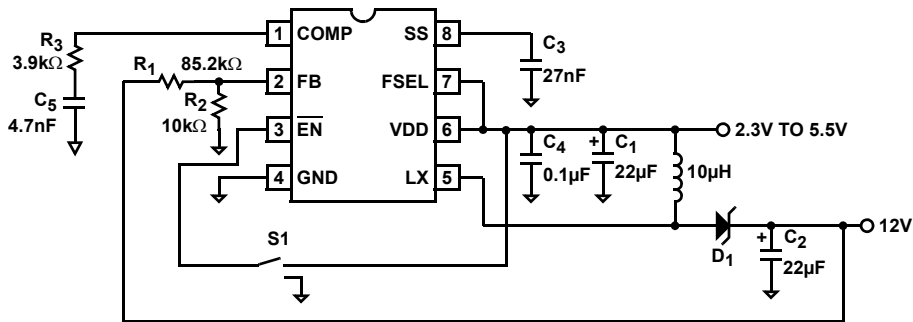 R3
3.9kΩ
C5
4.7nF
R1
85.2kΩ
R2
10kΩ
1 COMP
2 FB
3 EN
4 GND
SS 8
FSEL 7
VDD 6
LX 5
C3
27nF
C4
0.1µF
+ C1
22µF
10µH
2.3V TO 5.5V
12V
D1
+ C2
22µF
S1